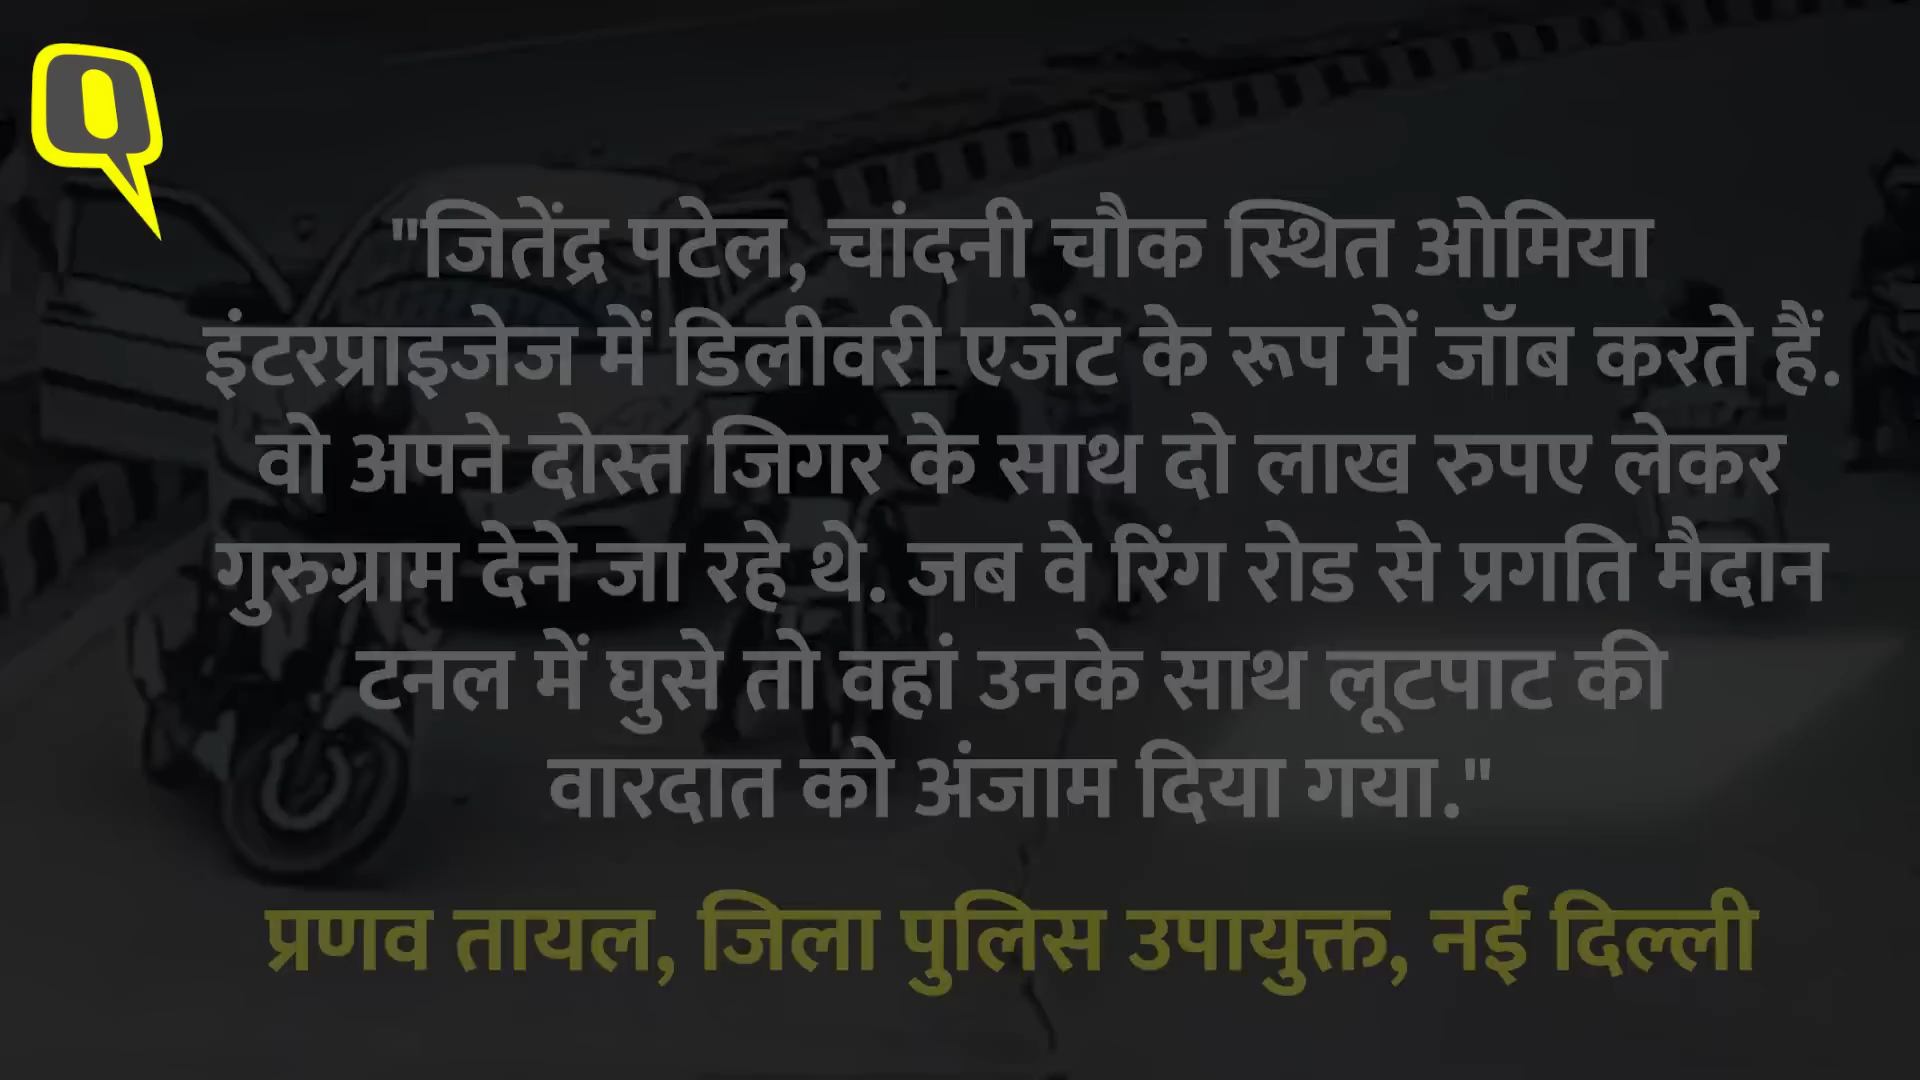 "जितेंद्र पटेल, चांदनी चौक स्थित ओमिया
इंटरप्राइजेज में डिलीवरी एजेंट के रूप में जॉब करते हैं.
वो अपने दोस्त जिगर के साथ दो लाख रुपए लेकर
गुरुग्राम देने जा रहे थे. जब वे रिंग रोड से प्रगति मैदान
टनल में घुसे तो वहां उनके साथ लूटपाट की
वारदात को अंजाम दिया गया."
प्रणव तायल, जिला पुलिस उपायुक्त, नई दिल्ली